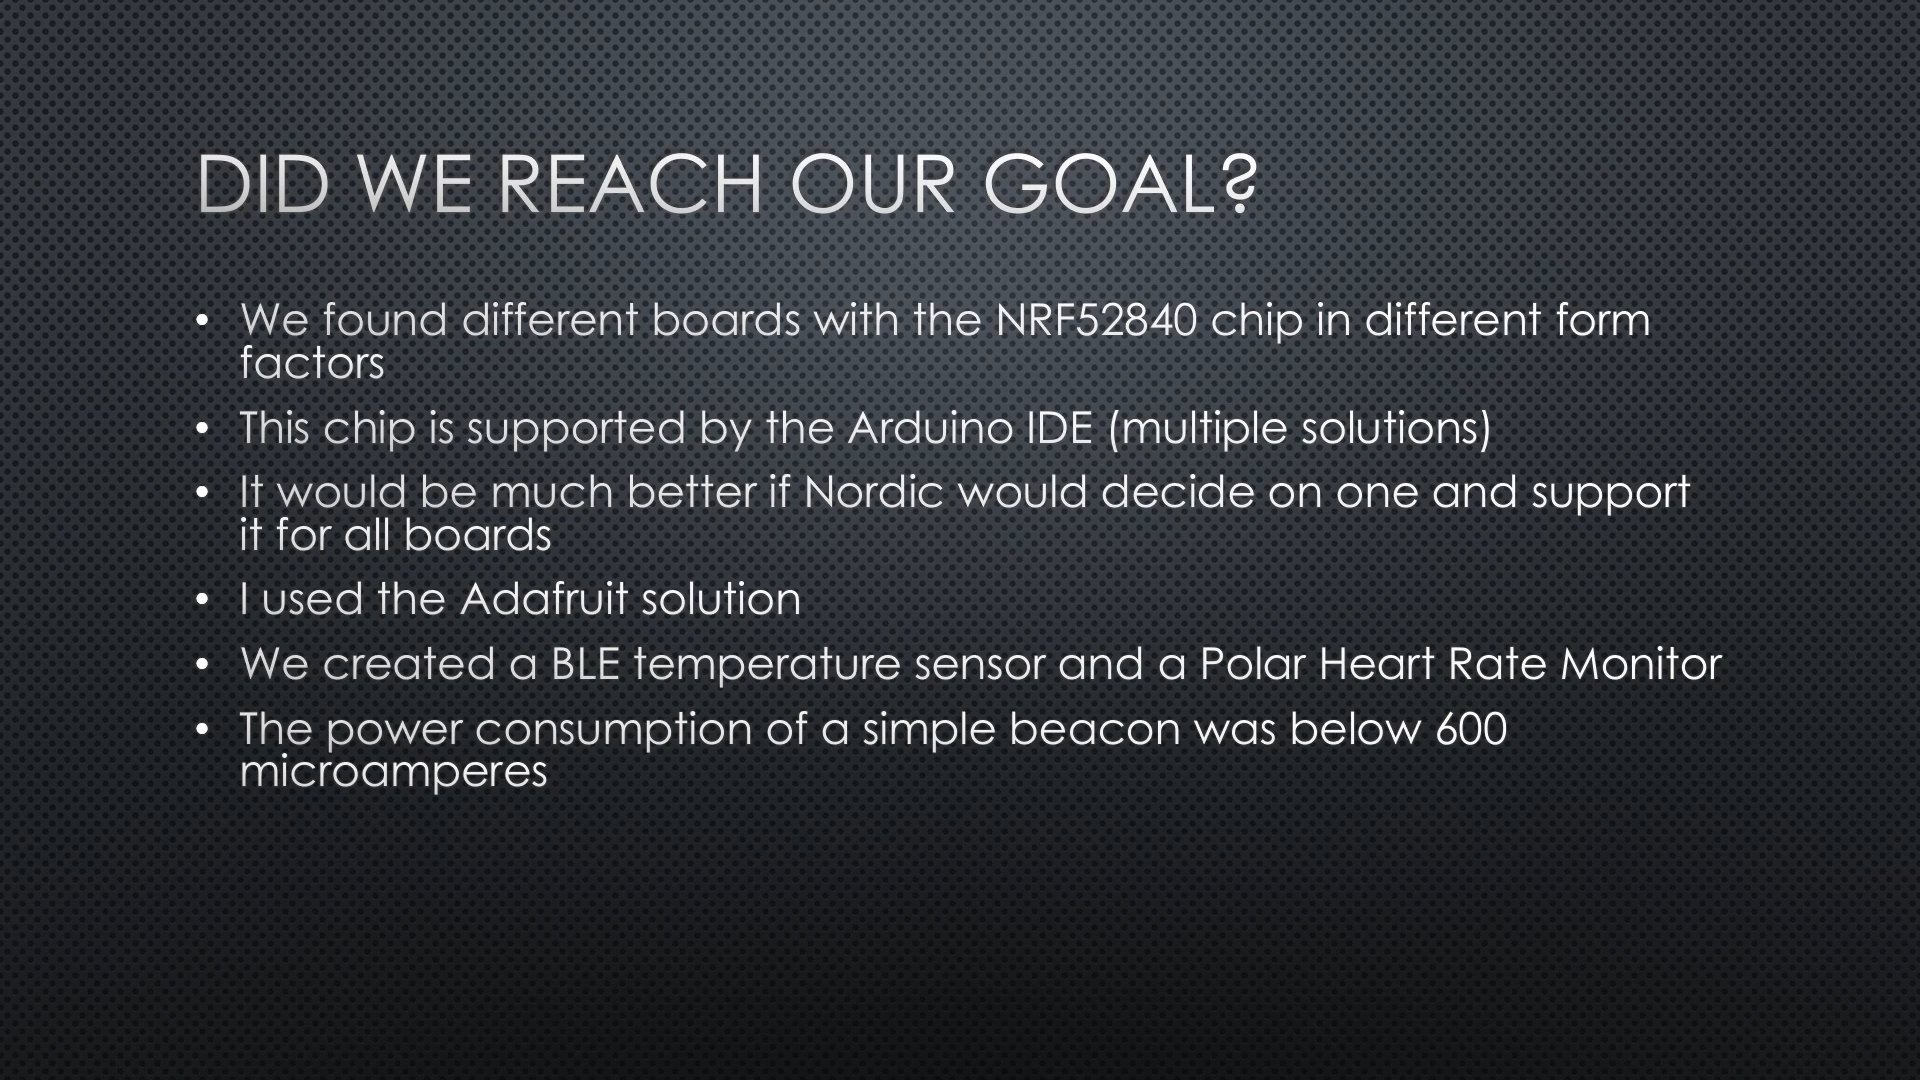 DID WE REACH OUR GOAL?
• We found different boards with the NRF52840 chip in different form
factors
• This chip is supported by the Arduino IDE (multiple solutions)
• It would be much better if Nordic would decide on one and support
it for all boards
• I used the Adafruit solution
• We created a BLE temperature sensor and a Polar Heart Rate Monitor
• The power consumption of a simple beacon was below 600
microamperes